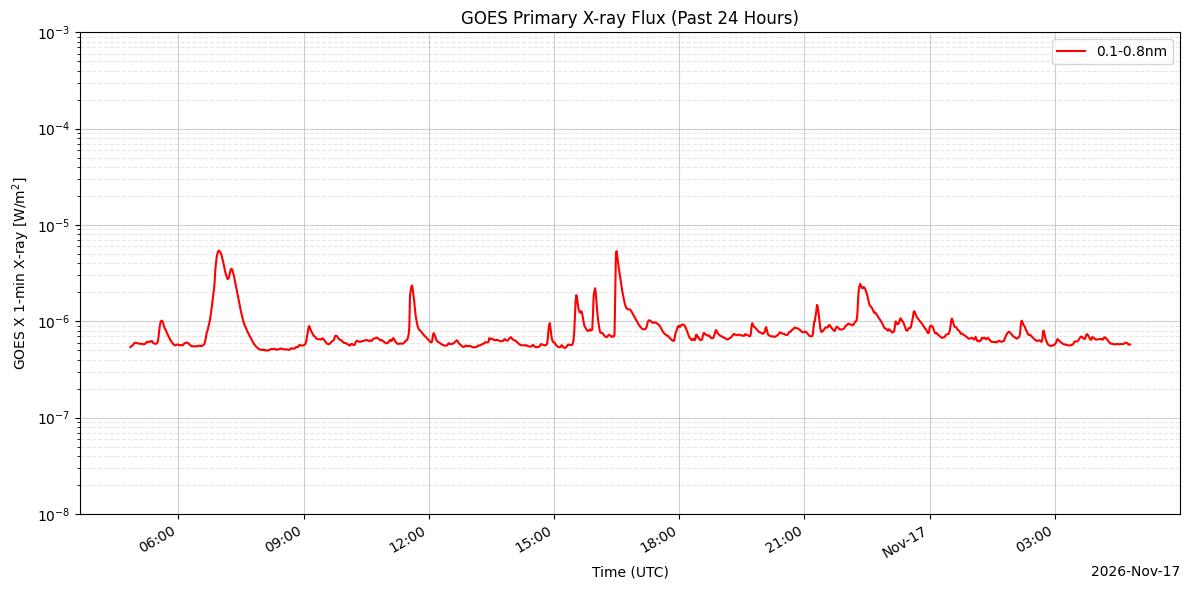 GOES Primary X-ray Flux (Past 24 Hours)
0.1-0.8nm
GOES X 1-min X-ray [W/m²]
10⁻³
10⁻⁴
10⁻⁵
10⁻⁶
10⁻⁷
10⁻⁸
06:00
09:00
12:00
15:00
18:00
21:00
Nov-17
03:00
Time (UTC)
2026-Nov-17